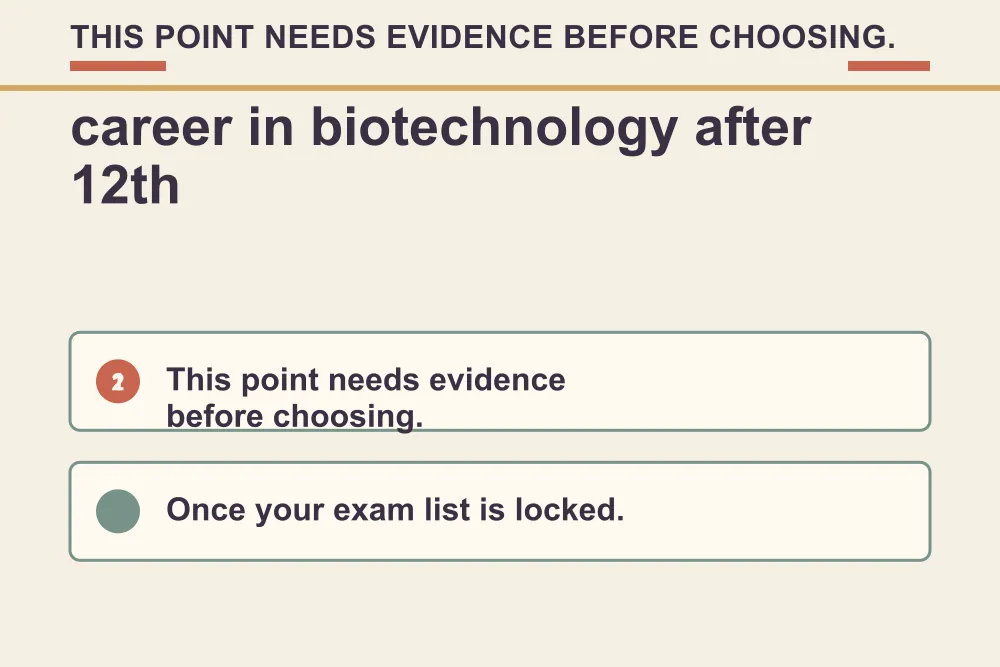 THIS POINT NEEDS EVIDENCE BEFORE CHOOSING.
career in biotechnology after
12th
2 This point needs evidence
before choosing.
Once your exam list is locked.